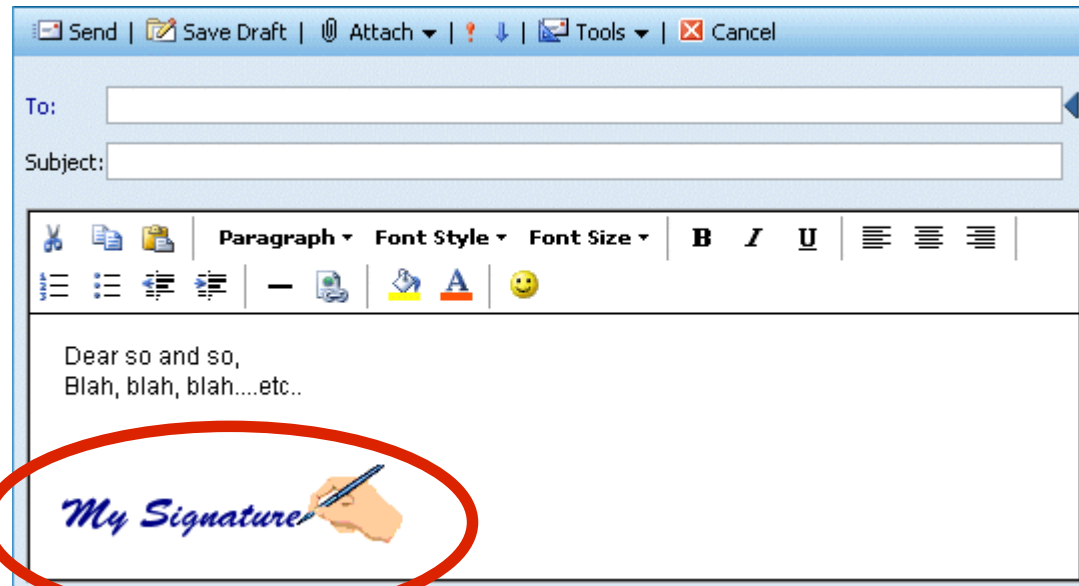 Send | Save Draft | Attach | Tools | Cancel
To:
Subject:
Paragraph Font Style Font Size B I U
A
Dear so and so,
Blah, blah, blah....etc..
My Signature